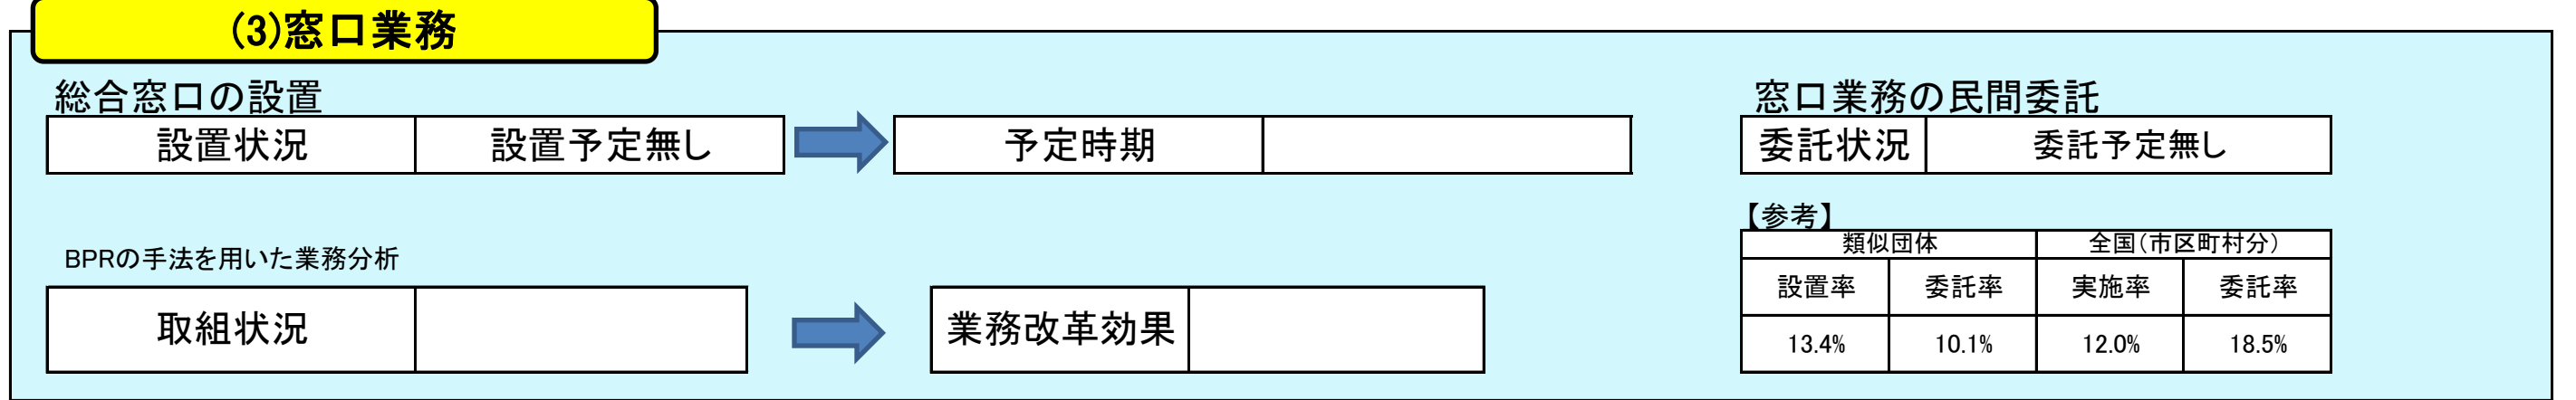 (3)窓口業務
総合窓口の設置
設置状況 設置予定無し 予定時期
窓口業務の民間委託
委託状況 委託予定無し
BPRの手法を用いた業務分析
取組状況 業務改革効果
【参考】
類似団体 全国(市区町村分)
設置率 委託率 実施率 委託率
13.4% 10.1% 12.0% 18.5%